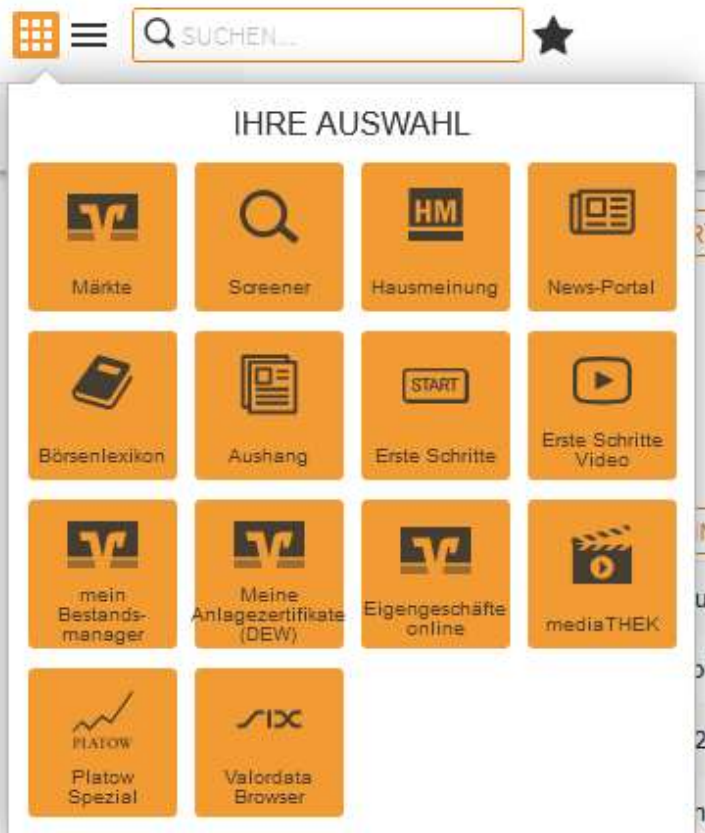 SUCHEN...
IHRE AUSWAHL
Märkte
Screener
HM
Hausmeinung
News-Portal
Börsenlexikon
Aushang
START
Erste Schritte
Erste Schritte
Video
mein
Bestands-
manager
Meine
Anlagezertifikate
(DEW)
Eigengeschäfte
online
mediaTHEK
PLATOW
Platow
Spezial
SIX
Valordata
Browser